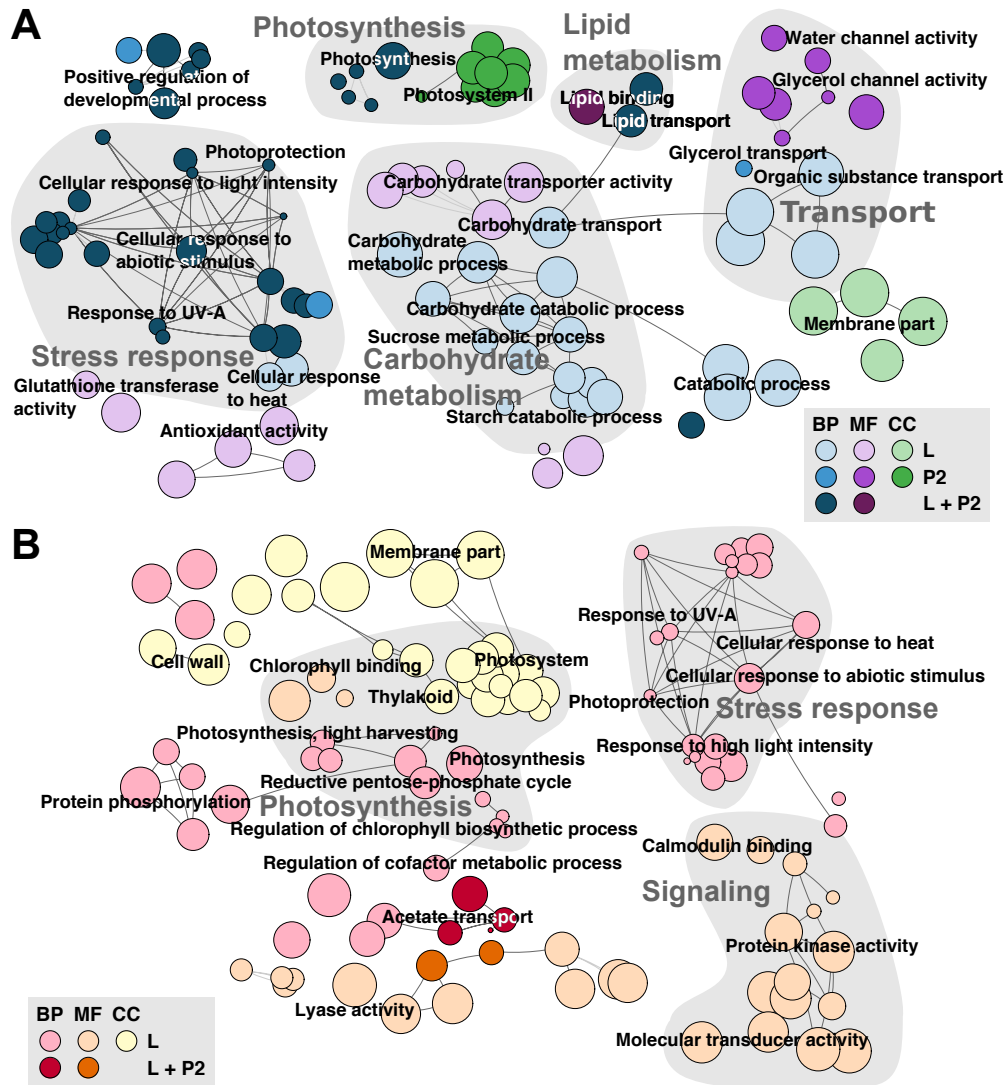 A
Photosynthesis
Lipid
metabolism
Water channel activity
Photosynthesis
Positive regulation of
developmental process
Glycerol channel activity
Photosystem II
Lipid binding
Lipid transport
Photoprotection
Glycerol transport
Cellular response to light intensity
Carbohydrate transporter activity
Organic substance transport
Transport
Carbohydrate transport
Cellular response to
abiotic stimulus
Carbohydrate
metabolic process
Response to UV-A
Carbohydrate catabolic process
Membrane part
Sucrose metabolic process
Stress response
Carbohydrate
metabolism
Glutathione transferase
activity
Cellular response
to heat
Catabolic process
Starch catabolic process
Antioxidant activity
BP MF CC
L
P2
L + P2
B
Membrane part
Response to UV-A
Cellular response to heat
Cell wall
Chlorophyll binding
Photosystem
Cellular response to abiotic stimulus
Thylakoid
Photoprotection
Stress response
Photosynthesis, light harvesting
Response to high light intensity
Photosynthesis
Reductive pentose-phosphate cycle
Protein phosphorylation
Photosynthesis
Regulation of chlorophyll biosynthetic process
Calmodulin binding
Regulation of cofactor metabolic process
Signaling
Acetate transport
Protein kinase activity
Lyase activity
Molecular transducer activity
BP MF CC
L
L + P2